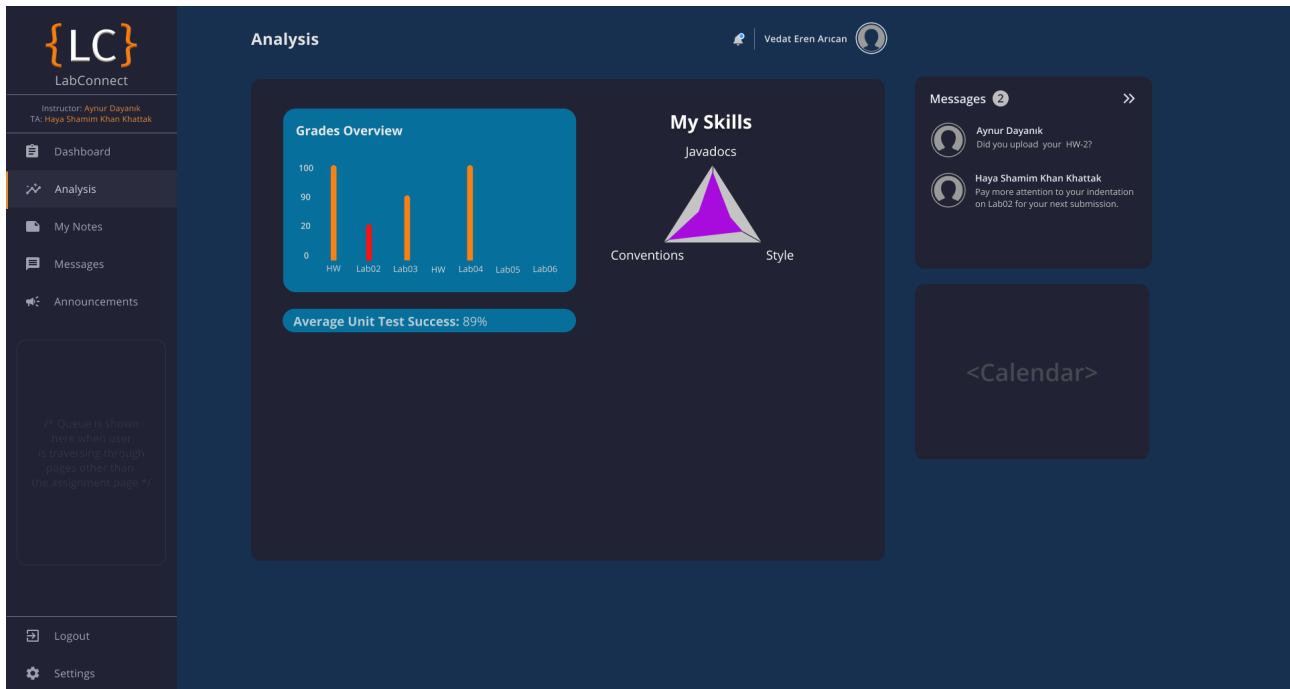 {LC}
LabConnect
Instructor: Aynur Dayanık
TA: Haya Shamim Khan Khattak
Dashboard
Analysis
My Notes
Messages
Announcements
/* Queue is shown
here when user
is traversing through
pages other than
the assignment page */
Logout
Settings
Analysis
Vedat Eren Arıcan
Grades Overview
100
90
20
0
HW Lab02 Lab03 HW Lab04 Lab05 Lab06
Average Unit Test Success: 89%
My Skills
Javadocs
Conventions
Style
Messages 2
Aynur Dayanık
Did you upload your HW-2?
Haya Shamim Khan Khattak
Pay more attention to your indentation
on Lab02 for your next submission.
<Calendar>